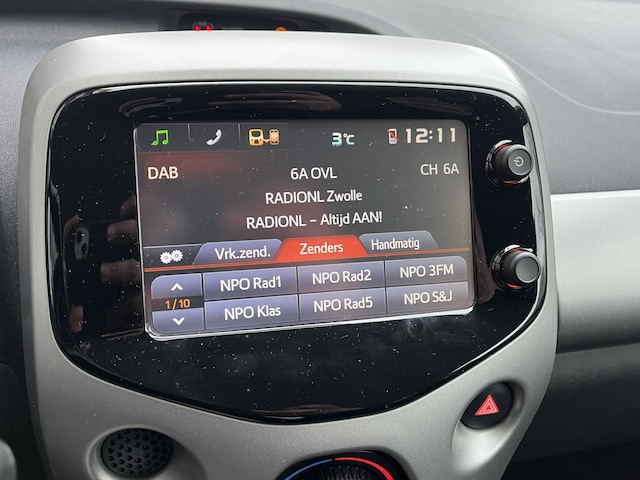 3°C 12:11
DAB 6A OVL CH 6A
RADIONL Zwolle
RADIONL – Altijd AAN!
Vrk.zend. Zenders Handmatig
NPO Rad1 NPO Rad2 NPO 3FM
1/10
NPO Klas NPO Rad5 NPO S&J